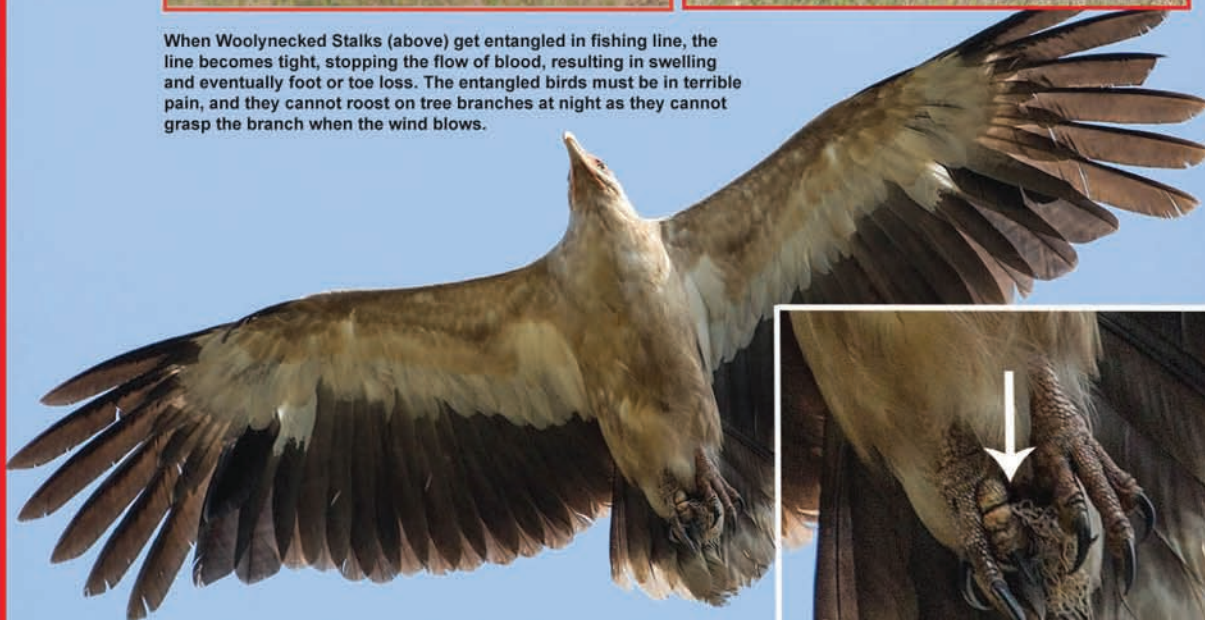 When Woolynecked Stalks (above) get entangled in fishing line, the
line becomes tight, stopping the flow of blood, resulting in swelling
and eventually foot or toe loss. The entangled birds must be in terrible
pain, and they cannot roost on tree branches at night as they cannot
grasp the branch when the wind blows.